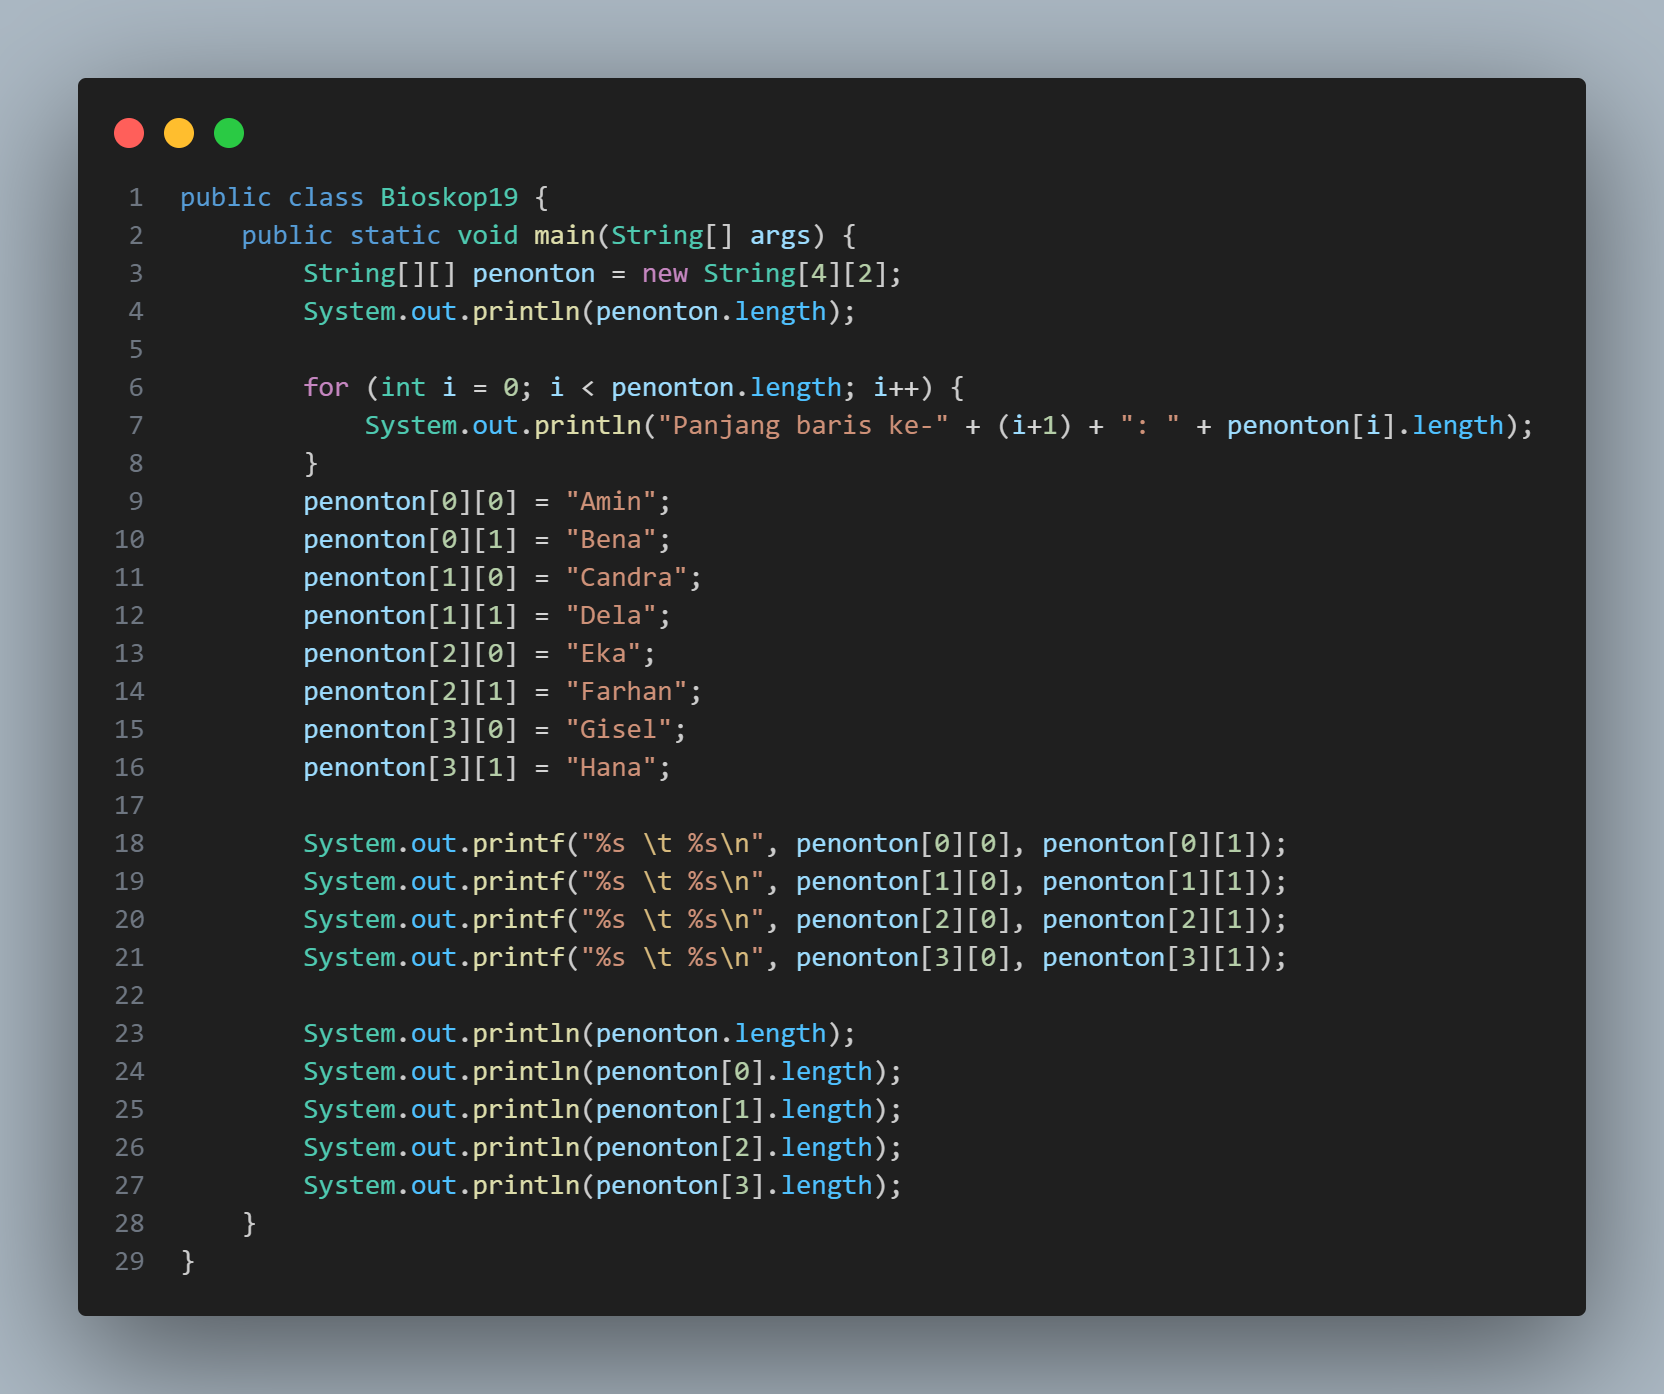 1 public class Bioskop19 {
2     public static void main(String[] args) {
3         String[][] penonton = new String[4][2];
4         System.out.println(penonton.length);
5
6         for (int i = 0; i < penonton.length; i++) {
7             System.out.println("Panjang baris ke-" + (i+1) + ": " + penonton[i].length);
8         }
9         penonton[0][0] = "Amin";
10         penonton[0][1] = "Bena";
11         penonton[1][0] = "Candra";
12         penonton[1][1] = "Dela";
13         penonton[2][0] = "Eka";
14         penonton[2][1] = "Farhan";
15         penonton[3][0] = "Gisel";
16         penonton[3][1] = "Hana";
17
18         System.out.printf("%s \t %s\n", penonton[0][0], penonton[0][1]);
19         System.out.printf("%s \t %s\n", penonton[1][0], penonton[1][1]);
20         System.out.printf("%s \t %s\n", penonton[2][0], penonton[2][1]);
21         System.out.printf("%s \t %s\n", penonton[3][0], penonton[3][1]);
22
23         System.out.println(penonton.length);
24         System.out.println(penonton[0].length);
25         System.out.println(penonton[1].length);
26         System.out.println(penonton[2].length);
27         System.out.println(penonton[3].length);
28     }
29 }